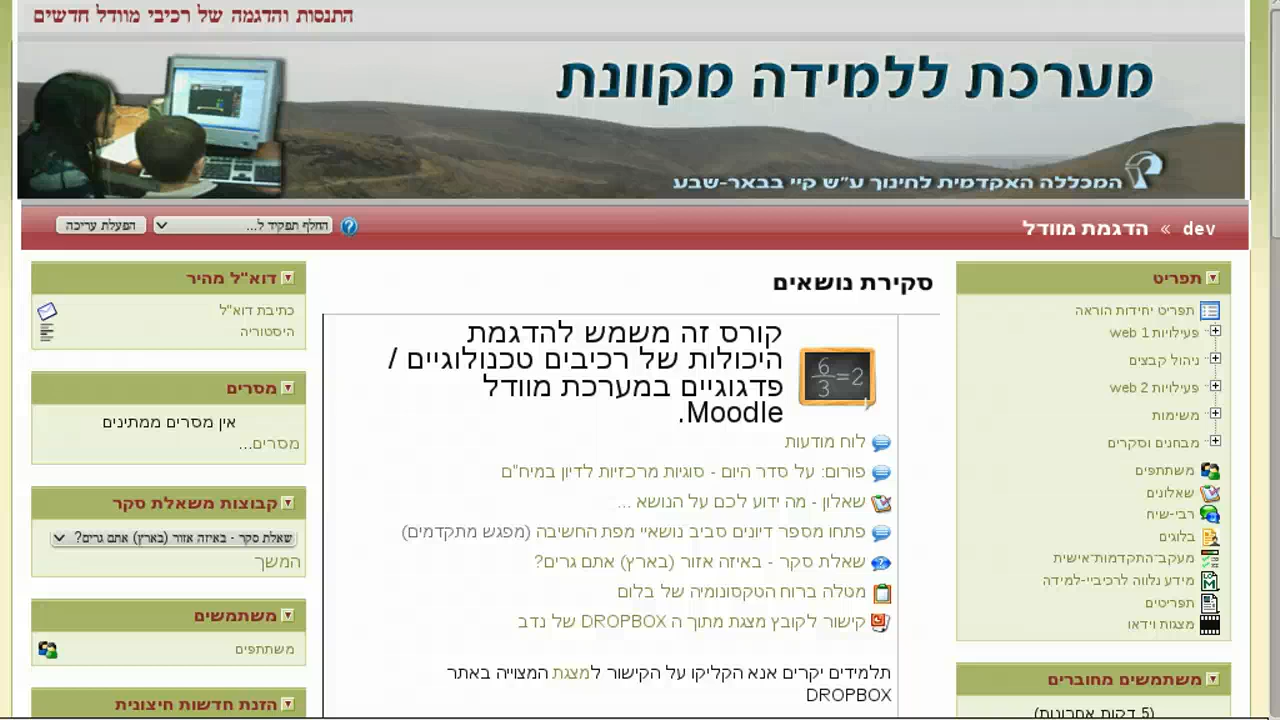 התנסות והדגמה של רכיבי מוודל חדשים
מערכת ללמידה מקוונת
המכללה האקדמית לחינוך ע"ש קיי בבאר-שבע
dev » הדגמת מוודל
החלף תפקיד ל...
הפעלת עריכה
תפריט
תפריט יחידות הוראה
פעילויות web 1
ניהול קבצים
פעילויות web 2
משימות
מבחנים וסקרים
משתתפים
שאלונים
רבי-שיח
בלוגים
מעקב-התקדמות-אישית
מידע נלווה לרכיבי-למידה
תפריטים
מצגות וידאו
משתמשים מחוברים
(5 דקות אחרונות)
סקירת נושאים
קורס זה משמש להדגמת
היכולות של רכיבים טכנולוגיים /
פדגוגיים במערכת מוודל
Moodle.
לוח מודעות
פורום: על סדר היום - סוגיות מרכזיות לדיון במיח"ם
שאלון - מה ידוע לכם על הנושא ...
פתחו מספר דיונים סביב נושאיי מפת החשיבה (מפגש מתקדמים)
שאלת סקר - באיזה אזור (בארץ) אתם גרים?
מטלה ברוח הטקסונומיה של בלום
קישור לקובץ מצגת מתוך ה DROPBOX של נדב
תלמידים יקרים אנא הקליקו על הקישור למצגת המצוייה באתר
DROPBOX
דוא"ל מהיר
כתיבת דוא"ל
היסטוריה
מסרים
אין מסרים ממתינים
מסרים...
קבוצות משאלת סקר
שאלת סקר - באיזה אזור (בארץ) אתם גרים?
המשך
משתמשים
משתתפים
הזנת חדשות חיצונית